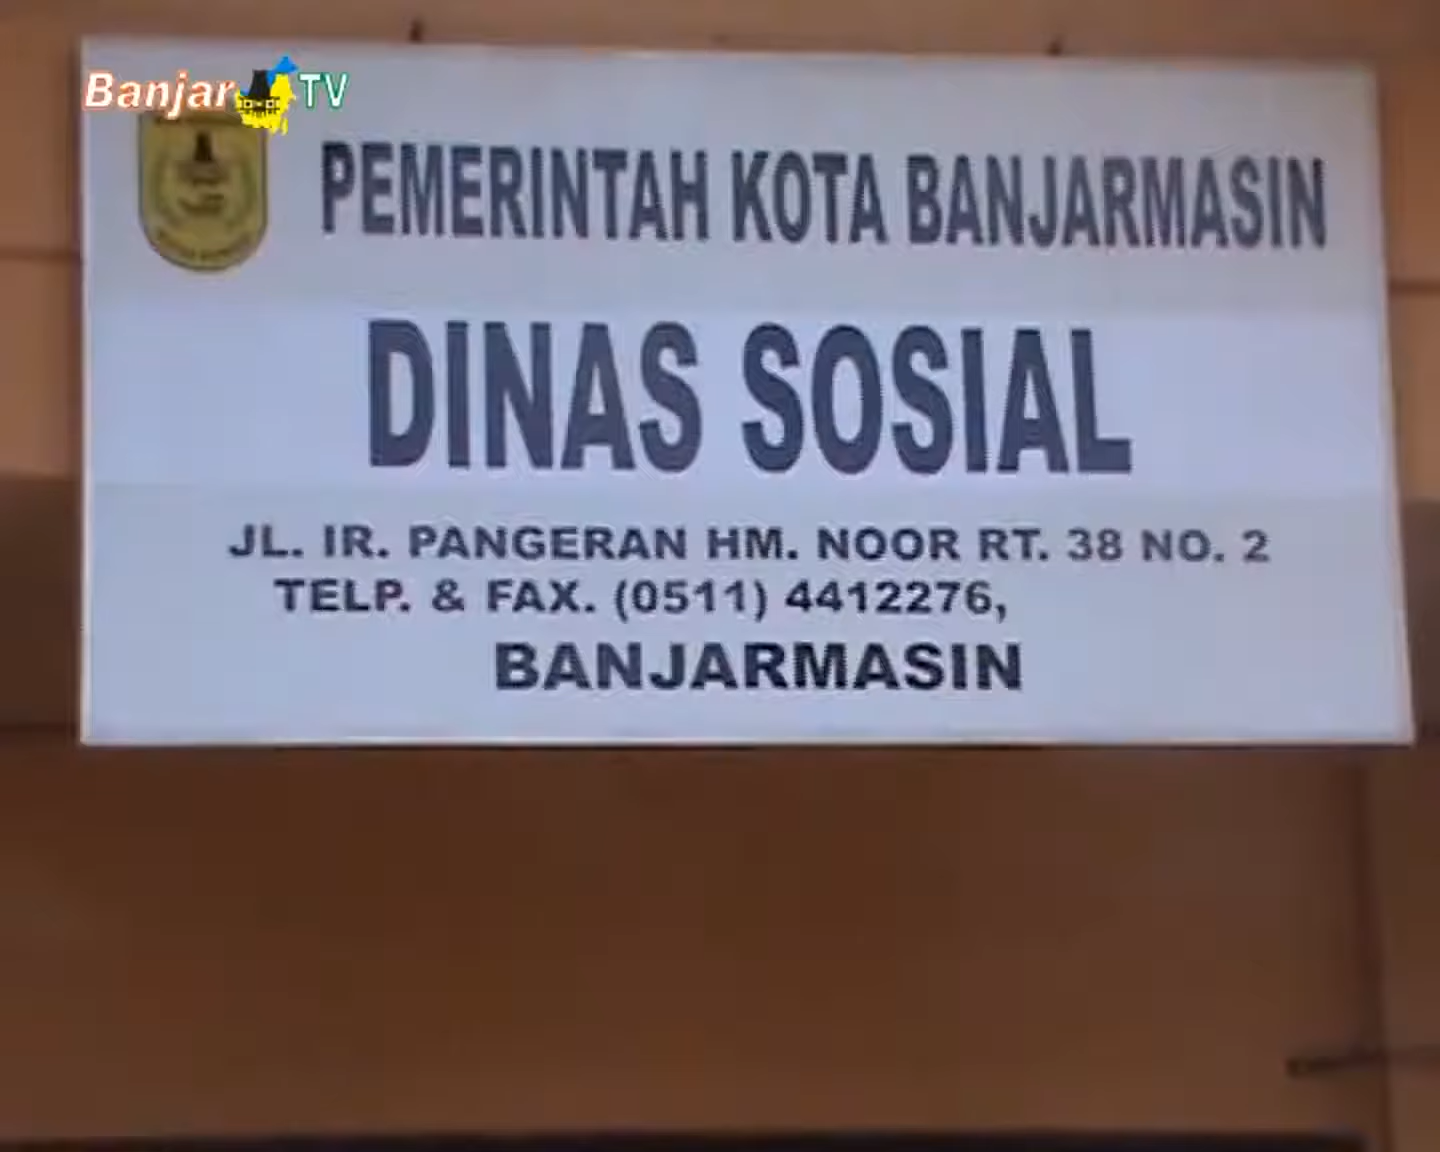 Banjar TV
PEMERINTAH KOTA BANJARMASIN
DINAS SOSIAL
JL. IR. PANGERAN HM. NOOR RT. 38 NO. 2
TELP. & FAX. (0511) 4412276,
BANJARMASIN